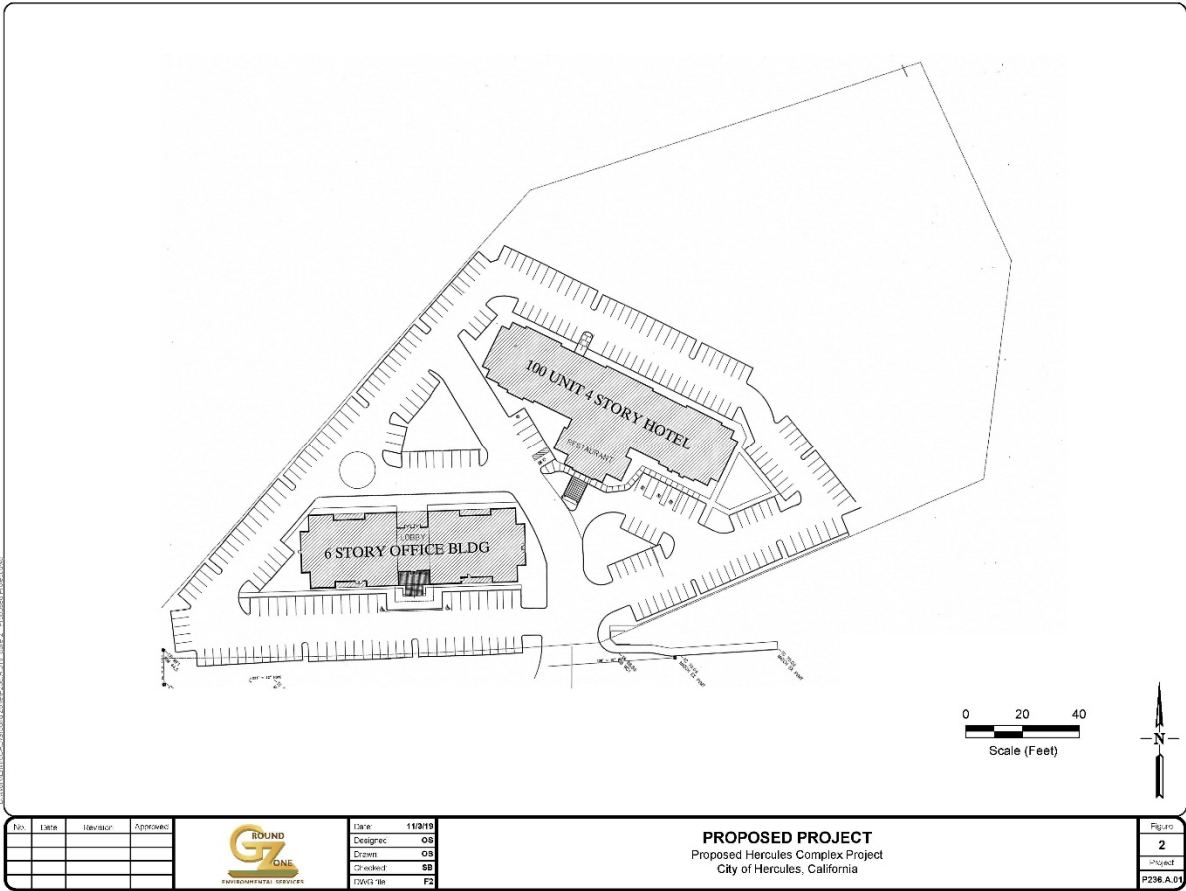 100 UNIT 4 STORY HOTEL
RESTAURANT
LOBBY
6 STORY OFFICE BLDG
0 20 40
Scale (Feet)
N
No. Date Revision Approved
GROUND
ZONE
ENVIRONMENTAL SERVICES
Date: 11/3/19
Designed: OS
Drawn: OS
Checked: SB
DWG file: F2
PROPOSED PROJECT
Proposed Hercules Complex Project
City of Hercules, California
Figure
2
Project
P236.A.01